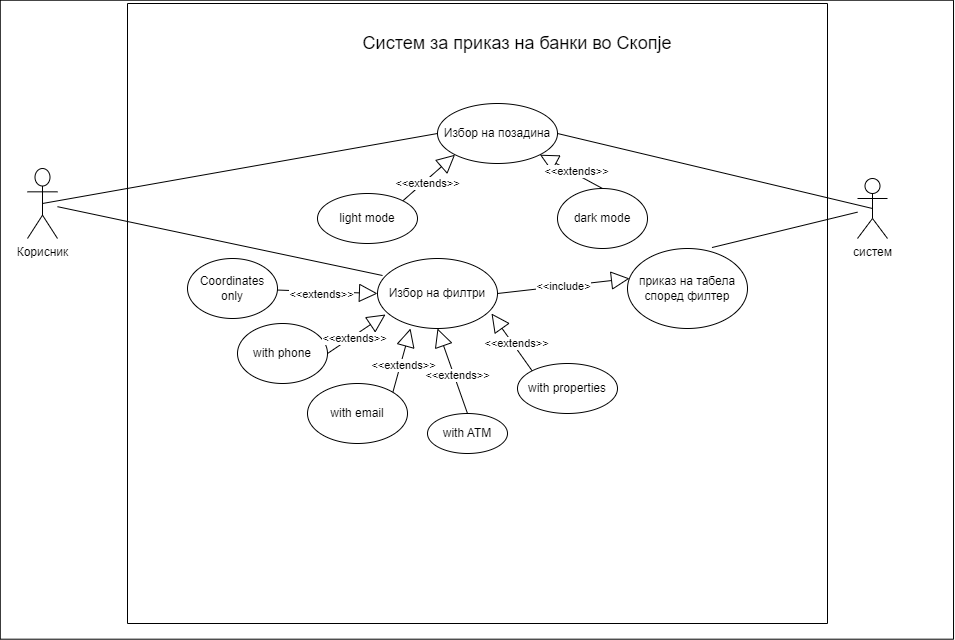 Систем за приказ на банки во Скопје
Избор на позадина
<<extends>>
<<extends>>
light mode
dark mode
Корисник
систем
Coordinates
only
<<extends>>
Избор на филтри
<<include>
приказ на табела
според филтер
with phone
<<extends>>
<<extends>>
<<extends>>
<<extends>>
with properties
with email
with ATM